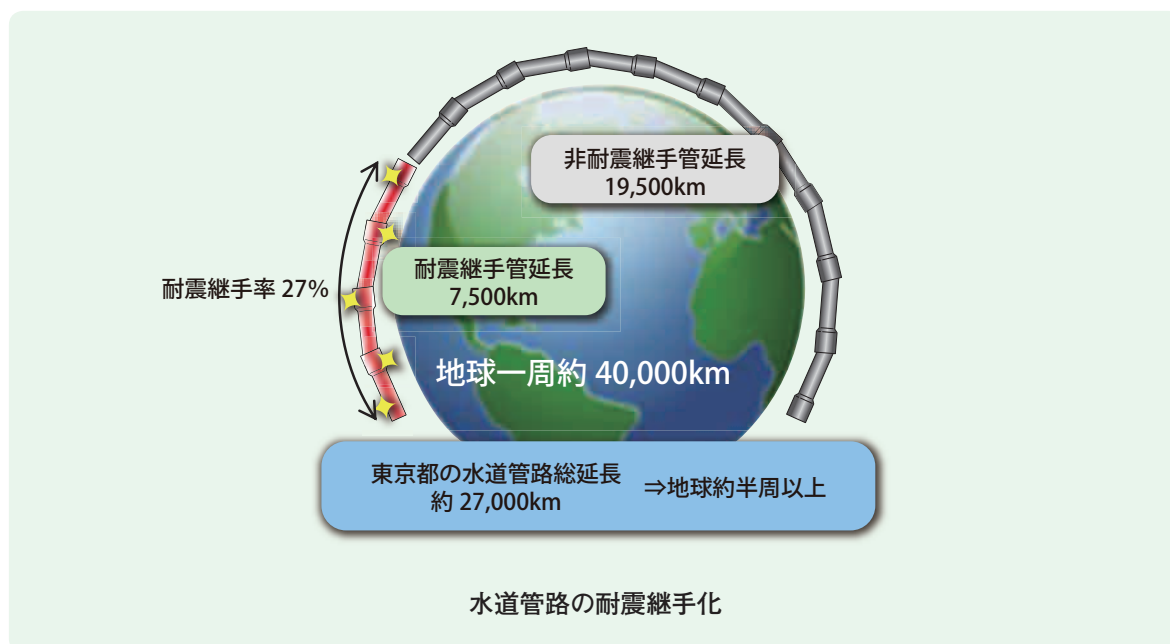 非耐震継手管延長
19,500km
耐震継手管延長
7,500km
耐震継手率 27%
地球一周約 40,000km
東京都の水道管路総延長
約 27,000km
⇒地球約半周以上
水道管路の耐震継手化